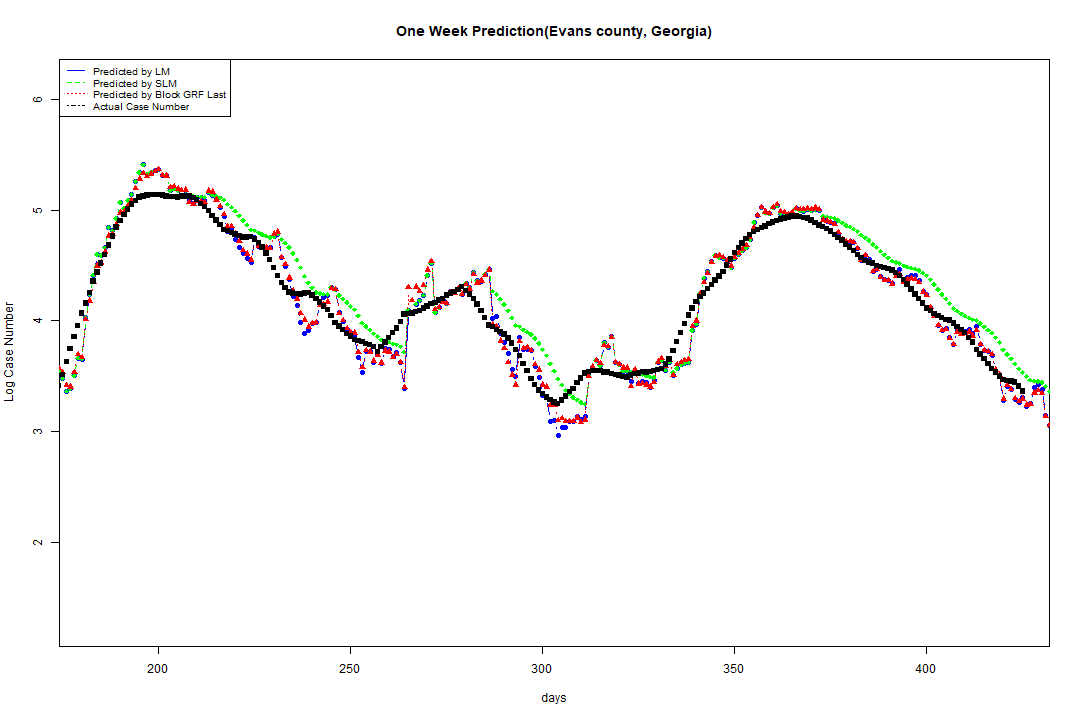 One Week Prediction(Evans county, Georgia)
Predicted by LM
Predicted by SLM
Predicted by Block GRF Last
Actual Case Number
6
5
4
3
2
Log Case Number
200 250 300 350 400
days